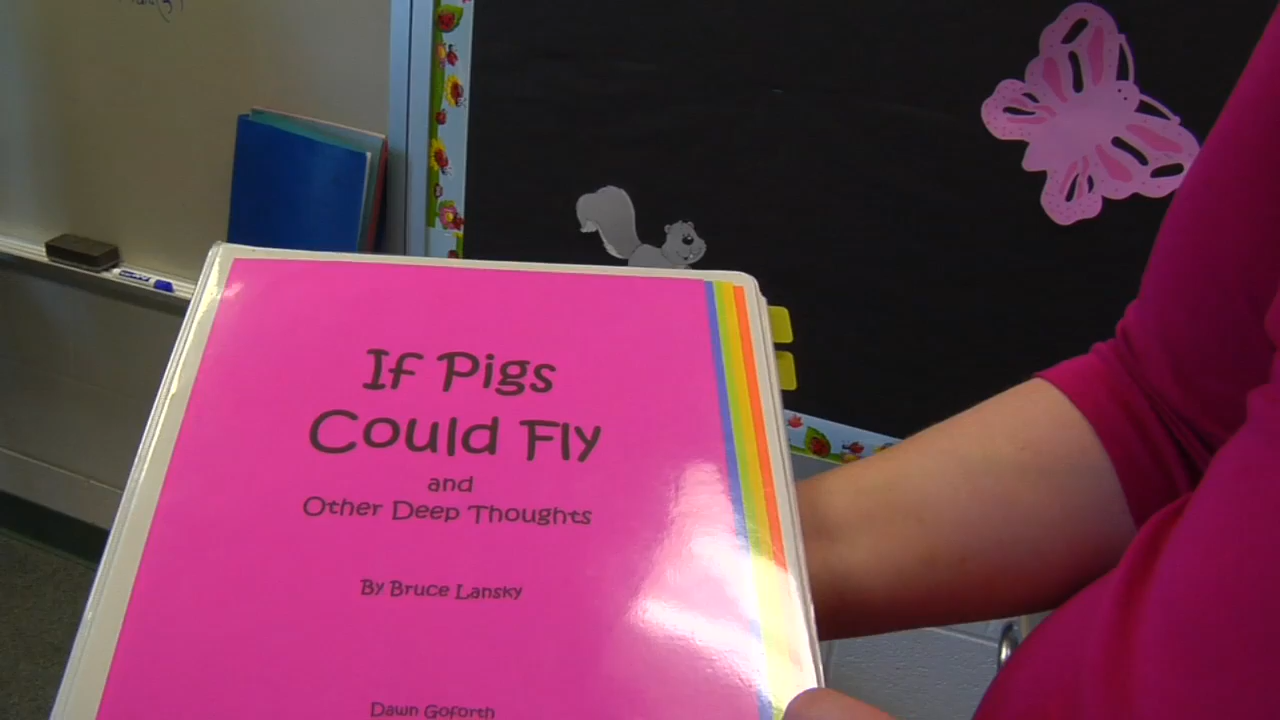 If Pigs
Could Fly
and
Other Deep Thoughts
By Bruce Lansky
Dawn Goforth